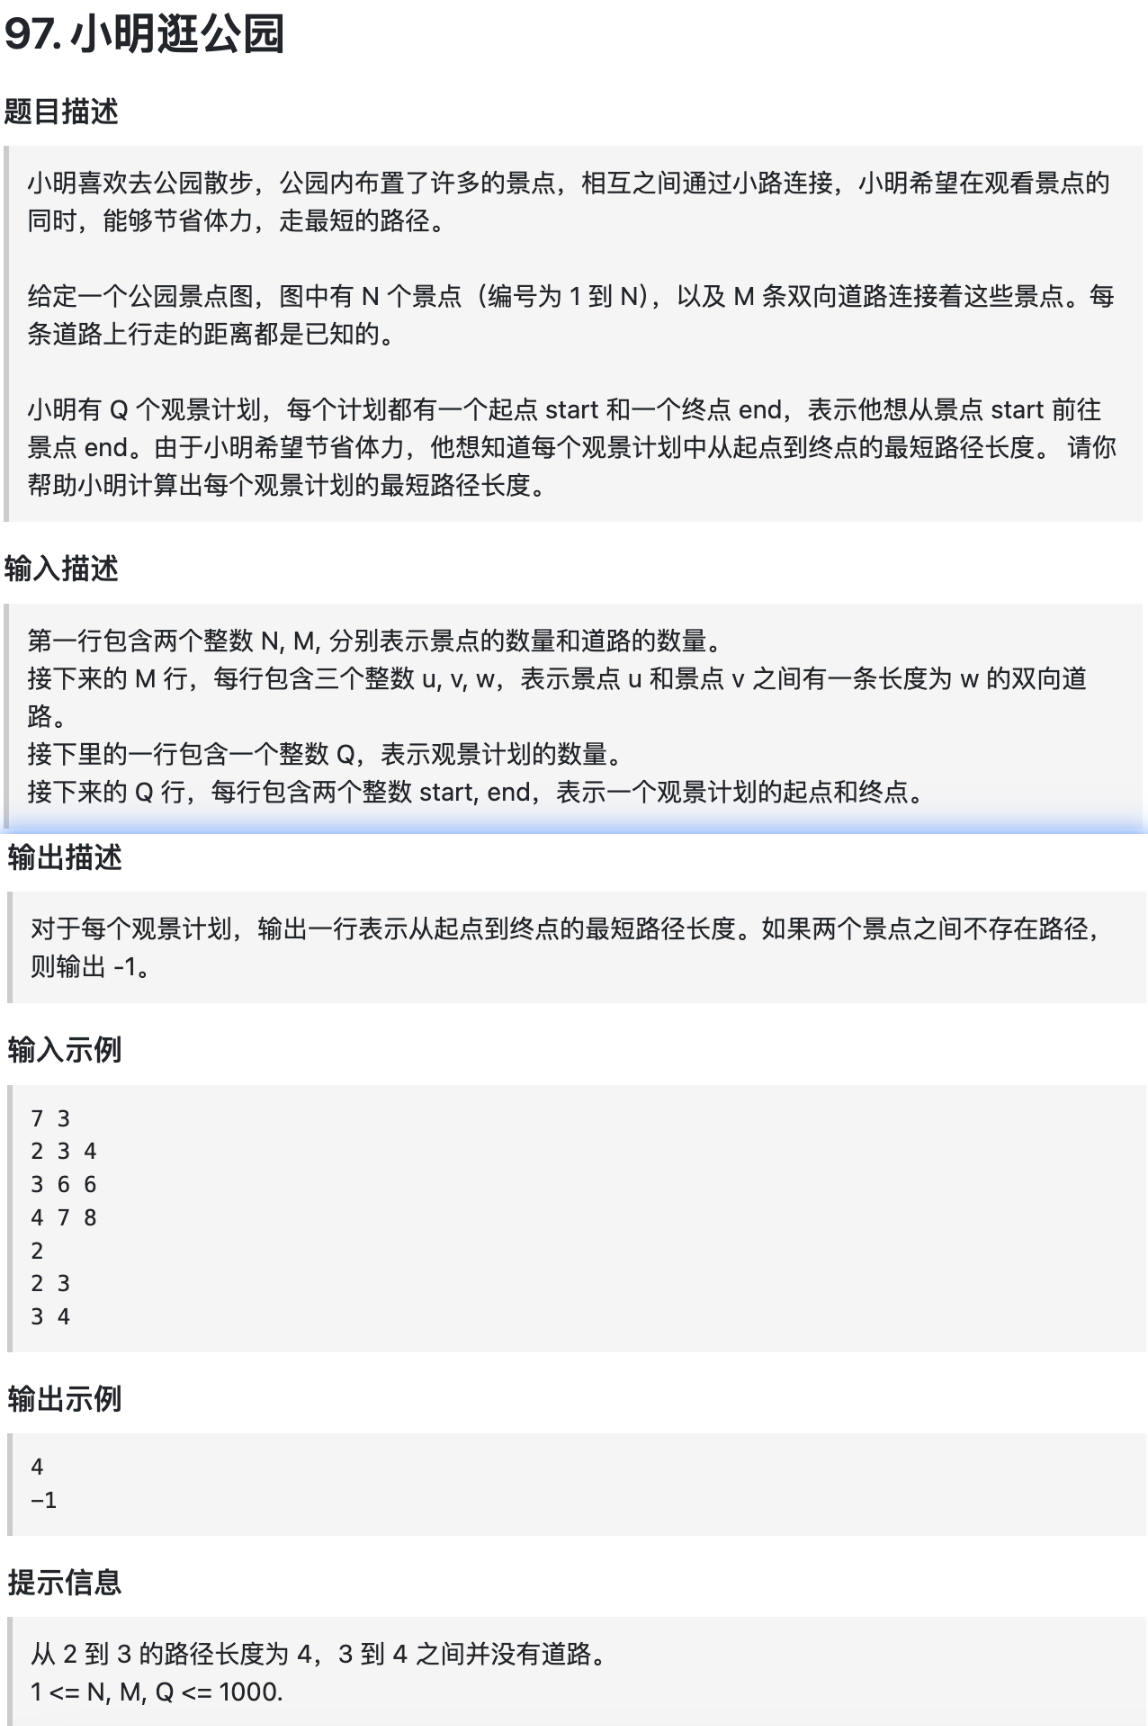 97. 小明逛公园
题目描述
小明喜欢去公园散步，公园内布置了许多的景点，相互之间通过小路连接，小明希望在观看景点的
同时，能够节省体力，走最短的路径。
给定一个公园景点图，图中有 N 个景点（编号为 1 到 N），以及 M 条双向道路连接着这些景点。每
条道路上行走的距离都是已知的。
小明有 Q 个观景计划，每个计划都有一个起点 start 和一个终点 end，表示他想从景点 start 前往
景点 end。由于小明希望节省体力，他想知道每个观景计划中从起点到终点的最短路径长度。 请你
帮助小明计算出每个观景计划的最短路径长度。
输入描述
第一行包含两个整数 N, M, 分别表示景点的数量和道路的数量。
接下来的 M 行，每行包含三个整数 u, v, w，表示景点 u 和景点 v 之间有一条长度为 w 的双向道
路。
接下里的一行包含一个整数 Q，表示观景计划的数量。
接下来的 Q 行，每行包含两个整数 start, end，表示一个观景计划的起点和终点。
输出描述
对于每个观景计划，输出一行表示从起点到终点的最短路径长度。如果两个景点之间不存在路径，
则输出 -1。
输入示例
7 3
2 3 4
3 6 6
4 7 8
2
2 3
3 4
输出示例
4
-1
提示信息
从 2 到 3 的路径长度为 4，3 到 4 之间并没有道路。
1 <= N, M, Q <= 1000.